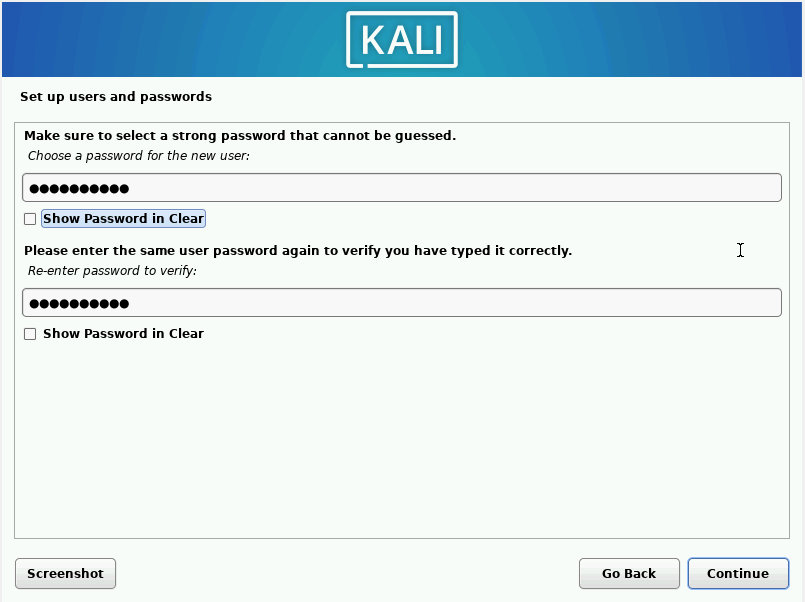 KALI
Set up users and passwords
Make sure to select a strong password that cannot be guessed.
Choose a password for the new user:
●●●●●●●●●●
Show Password in Clear
Please enter the same user password again to verify you have typed it correctly.
Re-enter password to verify:
●●●●●●●●●●
Show Password in Clear
Screenshot
Go Back
Continue